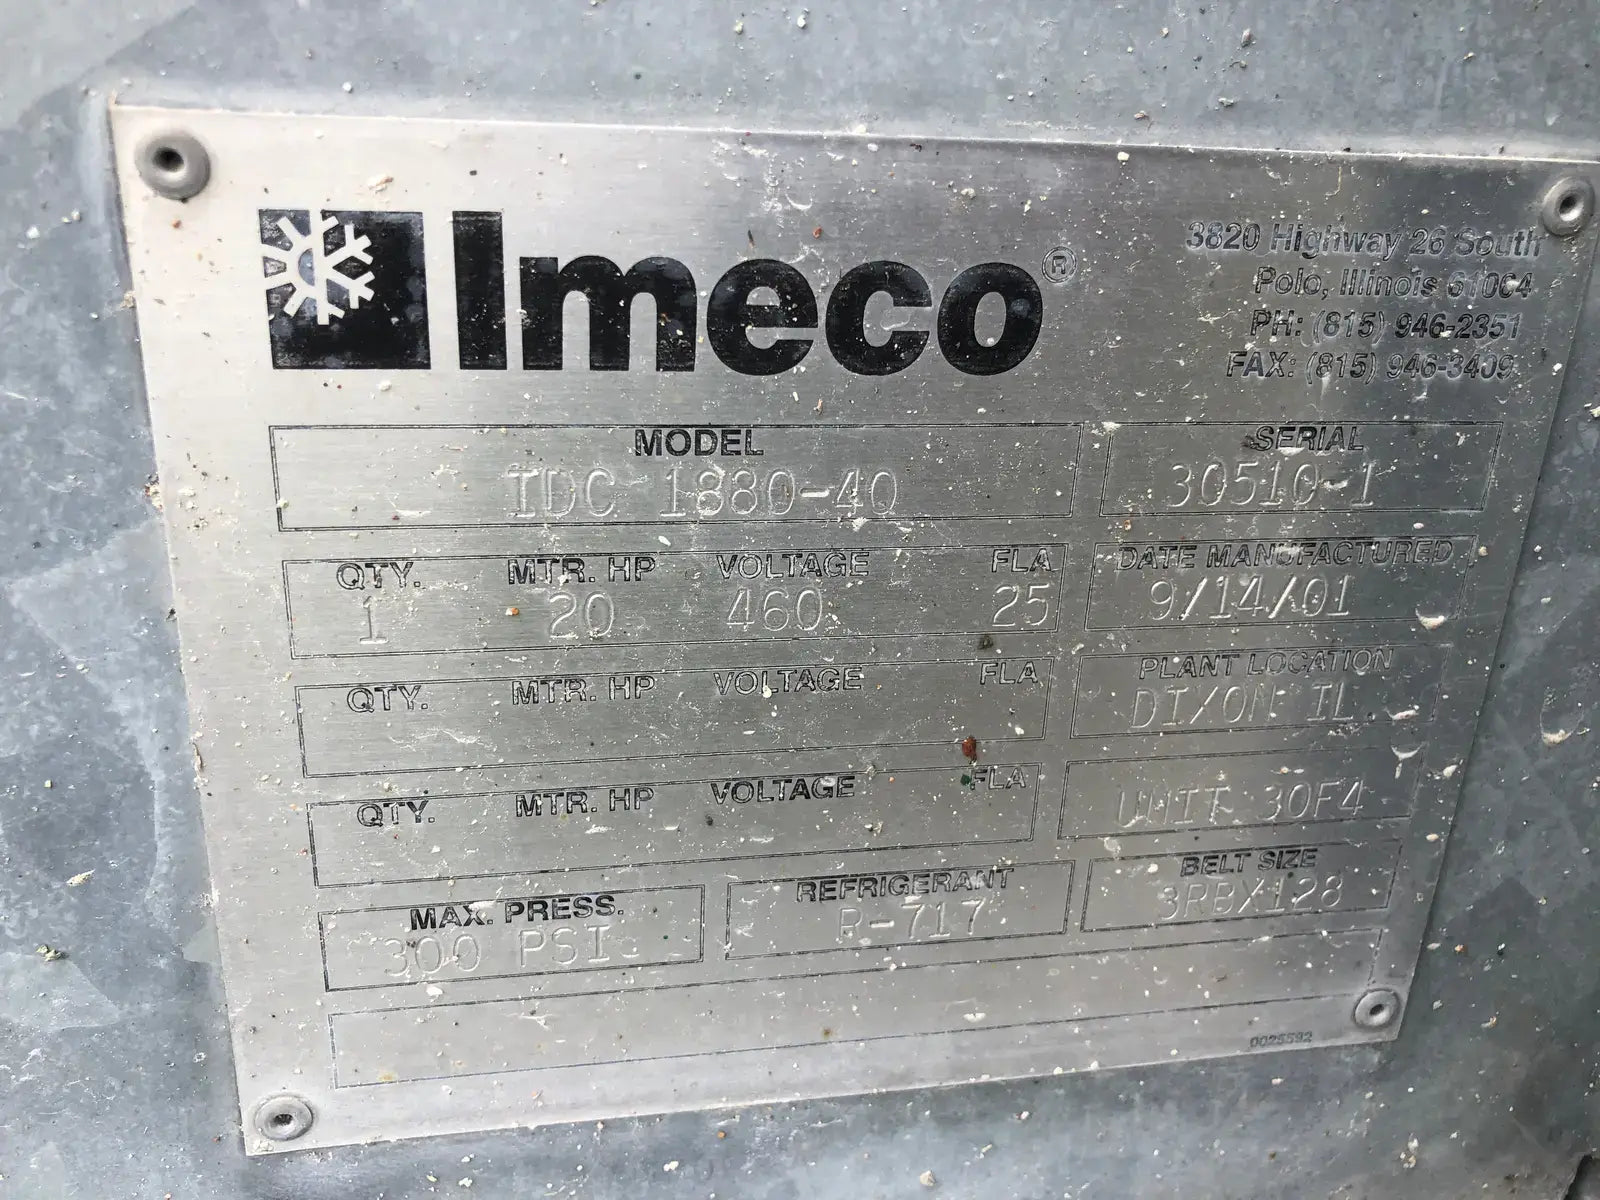 Imeco®
3820 Highway 26 South
Polo, Illinois 61064
PH: (815) 946-2351
FAX: (815) 946-3409
MODEL
IDC 1880-40
SERIAL
30510-1
QTY. MTR. HP VOLTAGE FLA
1 20 460 25
DATE MANUFACTURED
9/14/01
QTY. MTR. HP VOLTAGE FLA
PLANT LOCATION
DIXON IL.
QTY. MTR. HP VOLTAGE FLA
UNIT 30F4
MAX. PRESS.
300 PSI.
REFRIGERANT
R-717
BELT SIZE
3RBX128
0025592